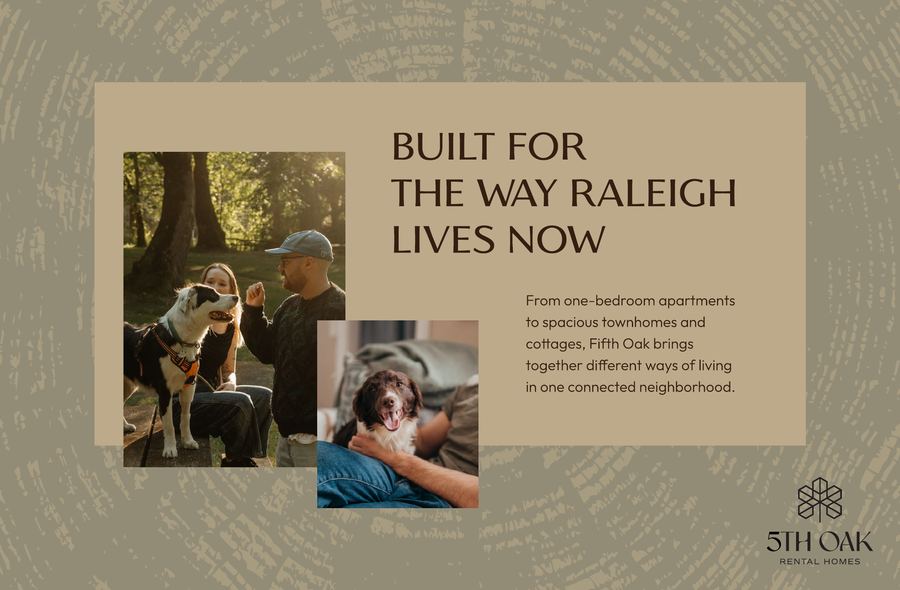 BUILT FOR
THE WAY RALEIGH
LIVES NOW
From one-bedroom apartments
to spacious townhomes and
cottages, Fifth Oak brings
together different ways of living
in one connected neighborhood.
5TH OAK
RENTAL HOMES